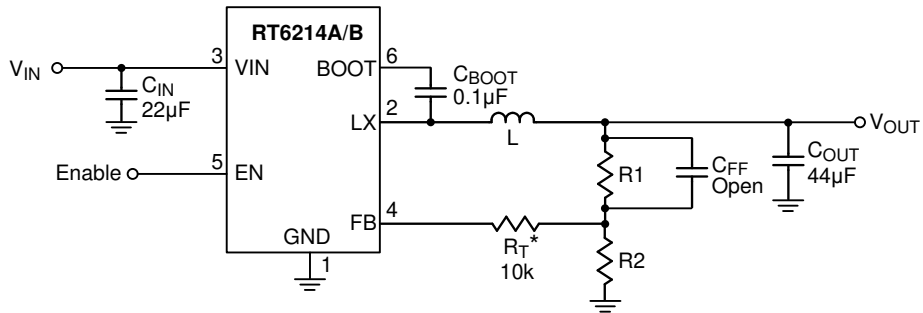 RT6214A/B
V_IN
3
VIN
BOOT
6
C_BOOT
0.1µF
C_IN
22µF
LX
2
L
V_OUT
Enable
5
EN
R1
C_FF
Open
C_OUT
44µF
FB
4
R_T*
10k
R2
GND
1